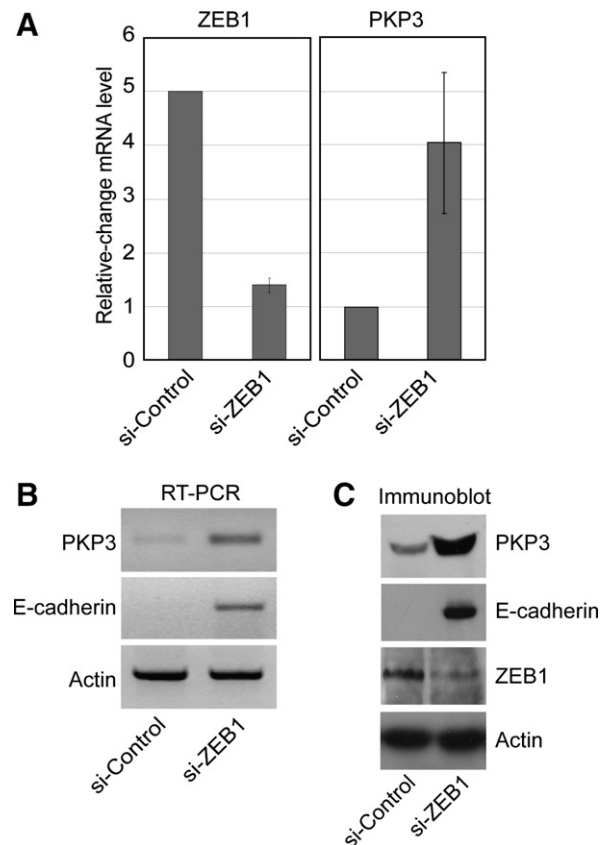 A
ZEB1
PKP3
Relative-change mRNA level
6
5
4
3
2
1
0
si-Control
si-ZEB1
si-Control
si-ZEB1
B
RT-PCR
PKP3
E-cadherin
Actin
si-Control
si-ZEB1
C
Immunoblot
PKP3
E-cadherin
ZEB1
Actin
si-Control
si-ZEB1